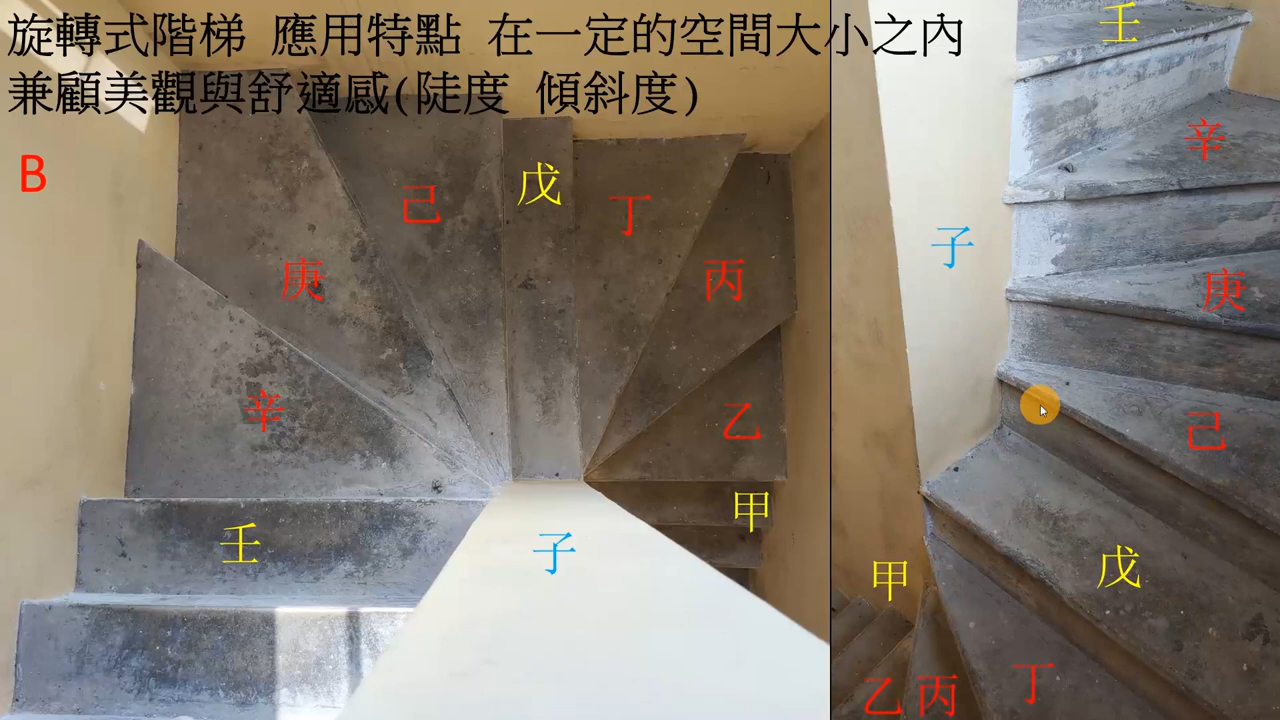 旋轉式階梯 應用特點 在一定的空間大小之內
兼顧美觀與舒適感(陡度 傾斜度)
B
己
戊
丁
庚
丙
辛
乙
甲
壬
子
壬
辛
子
庚
己
戊
甲
乙
丙
丁